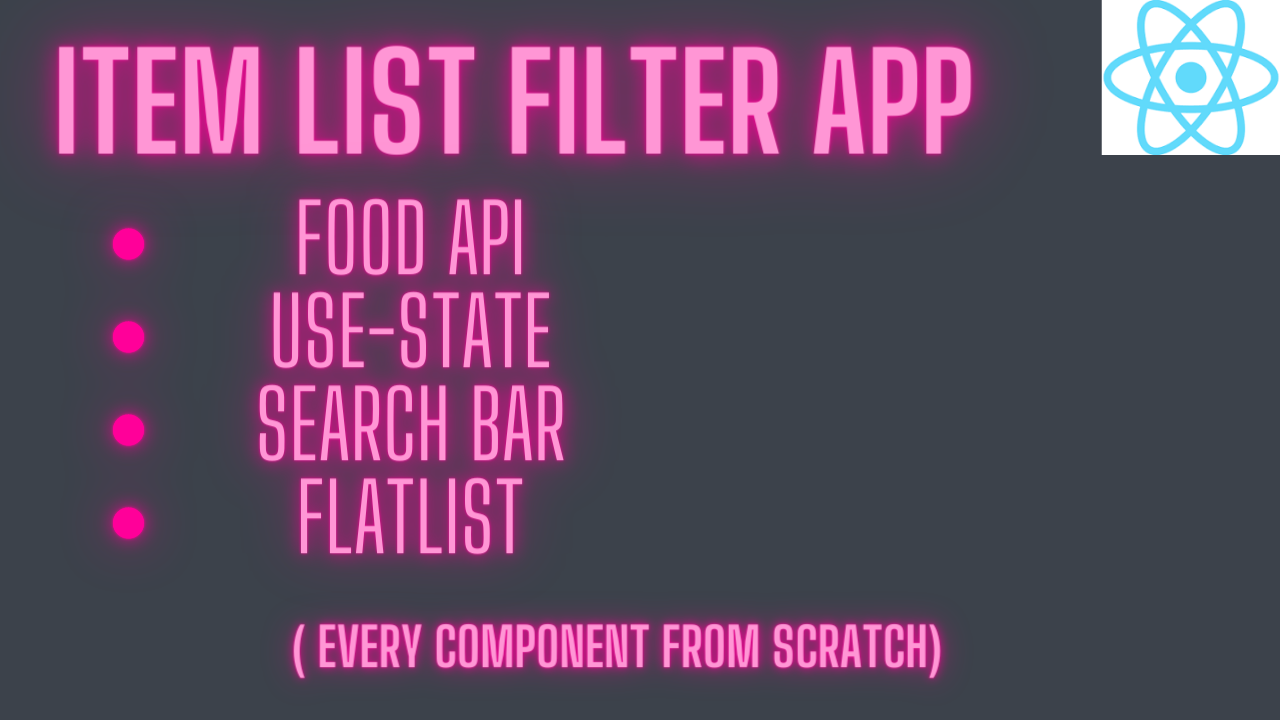 ITEM LIST FILTER APP
FOOD API
USE-STATE
SEARCH BAR
FLATLIST
( EVERY COMPONENT FROM SCRATCH)